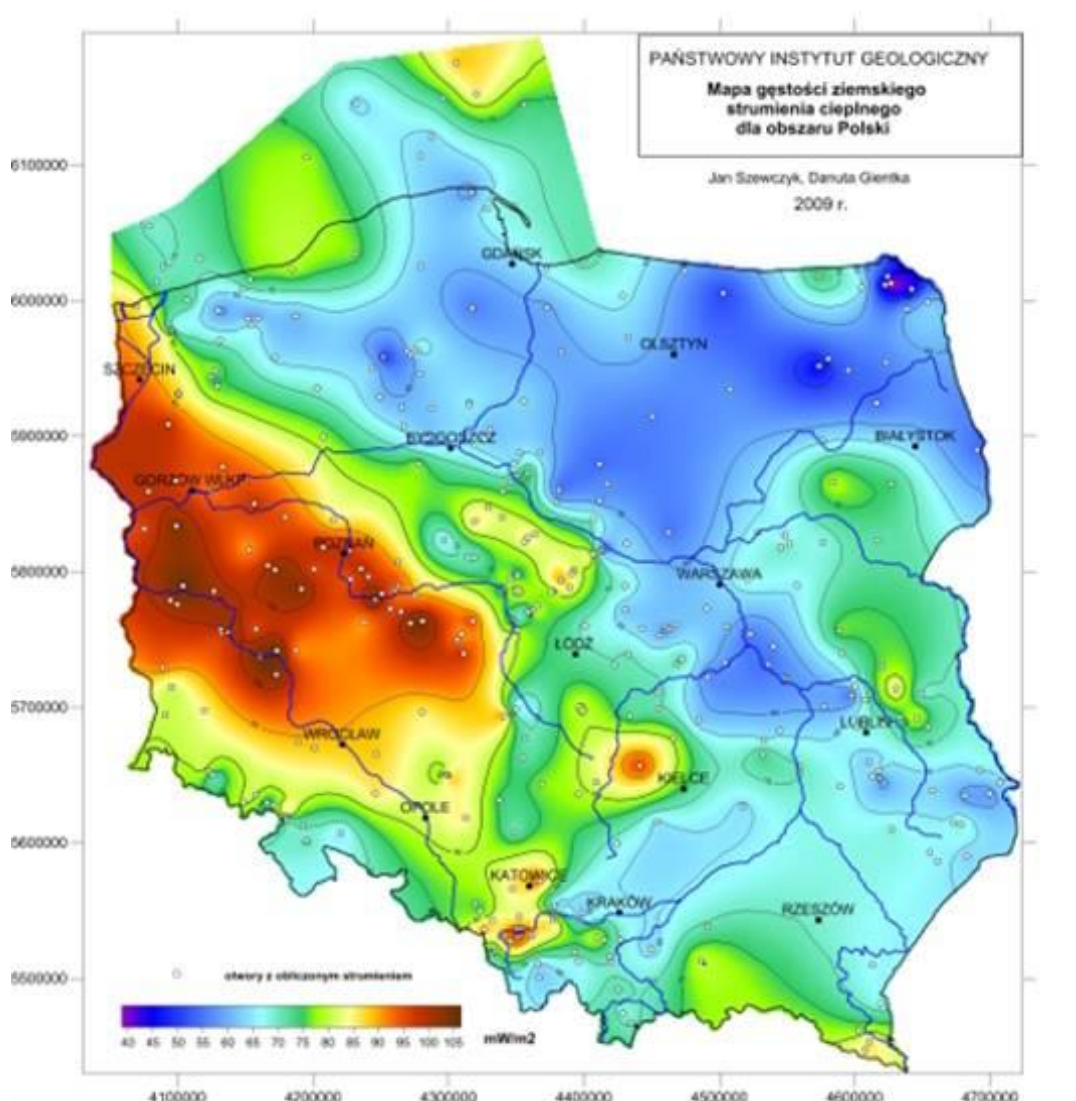 PAŃSTWOWY INSTYTUT GEOLOGICZNY
Mapa gęstości ziemskiego
strumienia cieplnego
dla obszaru Polski
Jan Szewczyk, Danuta Gientka
2009 r.
6100000
GDAŃSK
6000000
OLSZTYN
SZCZECIN
5900000
BYDGOSZCZ
BIAŁYSTOK
GORZÓW WLKP
POZNAŃ
5800000
WARSZAWA
ŁÓDŹ
5700000
WROCŁAW
LUBLIN
KIELCE
OPOLE
5600000
KATOWICE
KRAKÓW
RZESZÓW
5500000
otwory z obliczonym strumieniem
mW/m2
40 45 50 55 60 65 70 75 80 85 90 95 100 105
4100000 4200000 4300000 4400000 4500000 4600000 4700000